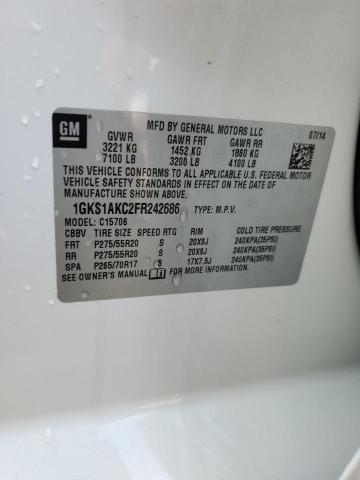 GM
MFD BY GENERAL MOTORS LLC
07/14
GVWR GAWR FRT GAWR RR
3221 KG 1452 KG 1860 KG
7100 LB 3200 LB 4100 LB
THIS VEHICLE CONFORMS TO ALL APPLICABLE U.S. FEDERAL MOTOR
VEHICLE SAFETY AND THEFT PREVENTION STANDARDS IN EFFECT
ON THE DATE OF MANUFACTURE SHOWN ABOVE.
1GKS1AKC2FR242686 TYPE: M.P.V.
MODEL: C15706
CBBV TIRE SIZE SPEED RTG RIM COLD TIRE PRESSURE
FRT P275/55R20 S 20X9J 240KPA(35PSI)
RR P275/55R20 S 20X9J 240KPA(35PSI)
SPA P265/70R17 S 17X7.5J 240KPA(35PSI)
SEE OWNER'S MANUAL FOR MORE INFORMATION.